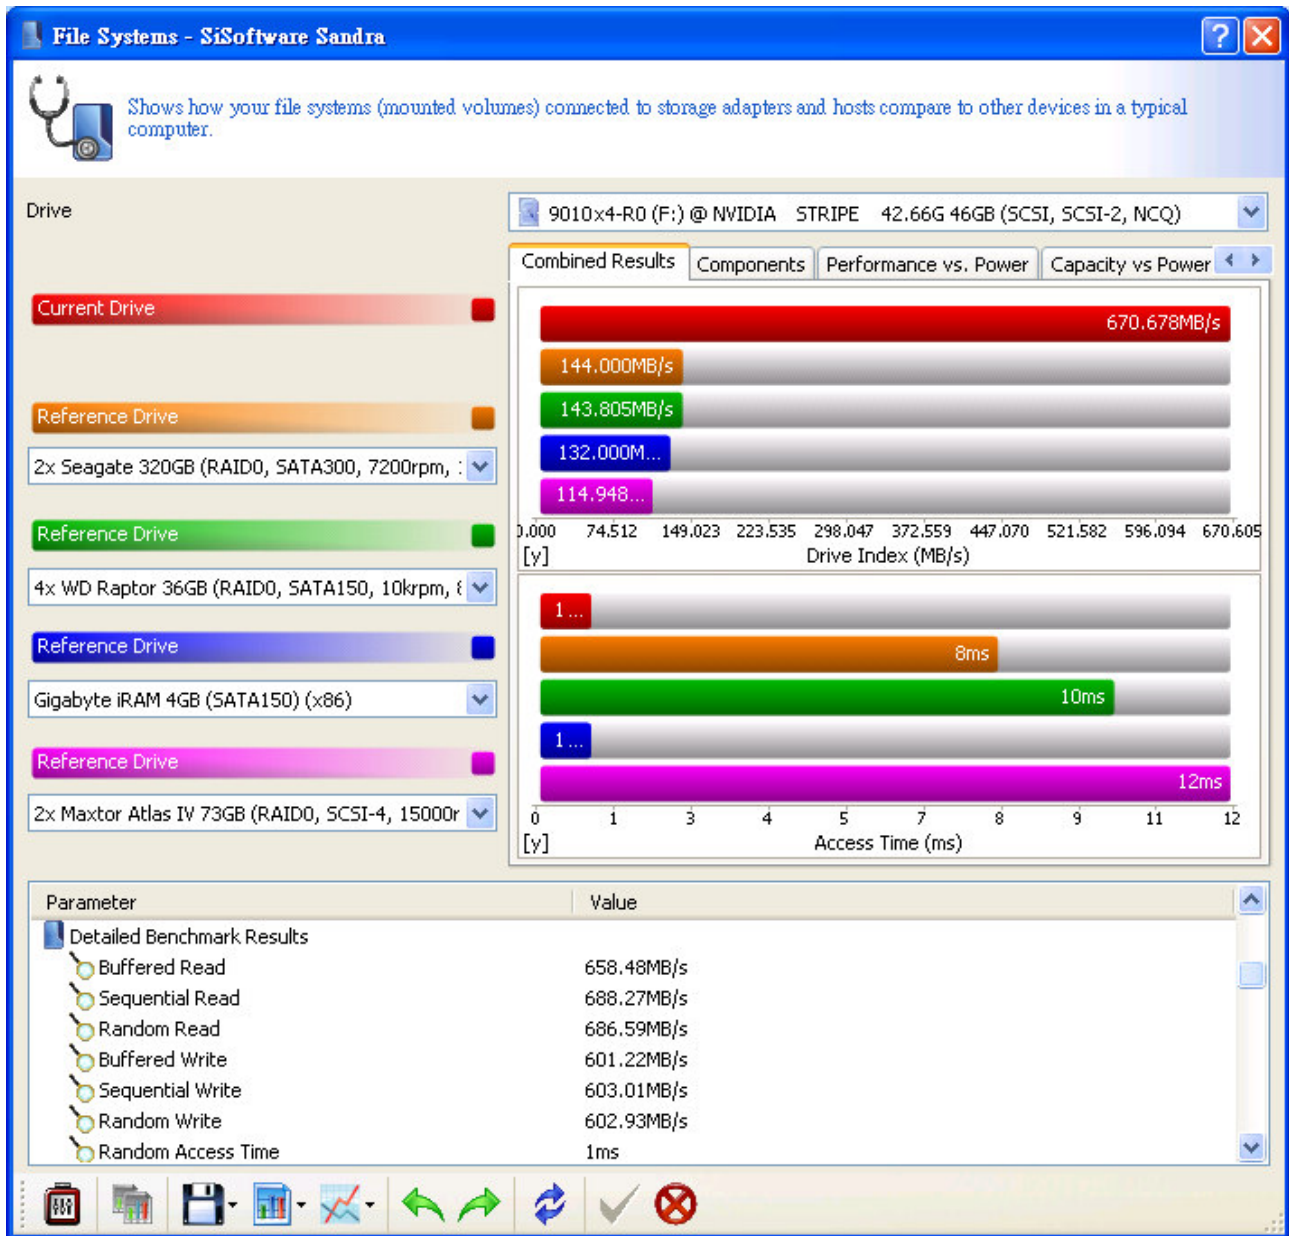 File Systems - SiSoftware Sandra
Shows how your file systems (mounted volumes) connected to storage adapters and hosts compare to other devices in a typical
computer.
Drive
9010x4-R0 (F:) @ NVIDIA STRIPE 42.66G 46GB (SCSI, SCSI-2, NCQ)
Combined Results
Components
Performance vs. Power
Capacity vs Power
Current Drive
Reference Drive
2x Seagate 320GB (RAID0, SATA300, 7200rpm,
Reference Drive
4x WD Raptor 36GB (RAID0, SATA150, 10krpm,
Reference Drive
Gigabyte iRAM 4GB (SATA150) (x86)
Reference Drive
2x Maxtor Atlas IV 73GB (RAID0, SCSI-4, 15000r
670.678MB/s
144.000MB/s
143.805MB/s
132.000M...
114.948...
0.000 74.512 149.023 223.535 298.047 372.559 447.070 521.582 596.094 670.605
[y] Drive Index (MB/s)
1...
8ms
10ms
1...
12ms
0 1 3 4 5 7 8 9 11 12
[y] Access Time (ms)
Parameter Value
Detailed Benchmark Results
Buffered Read 658.48MB/s
Sequential Read 688.27MB/s
Random Read 686.59MB/s
Buffered Write 601.22MB/s
Sequential Write 603.01MB/s
Random Write 602.93MB/s
Random Access Time 1ms